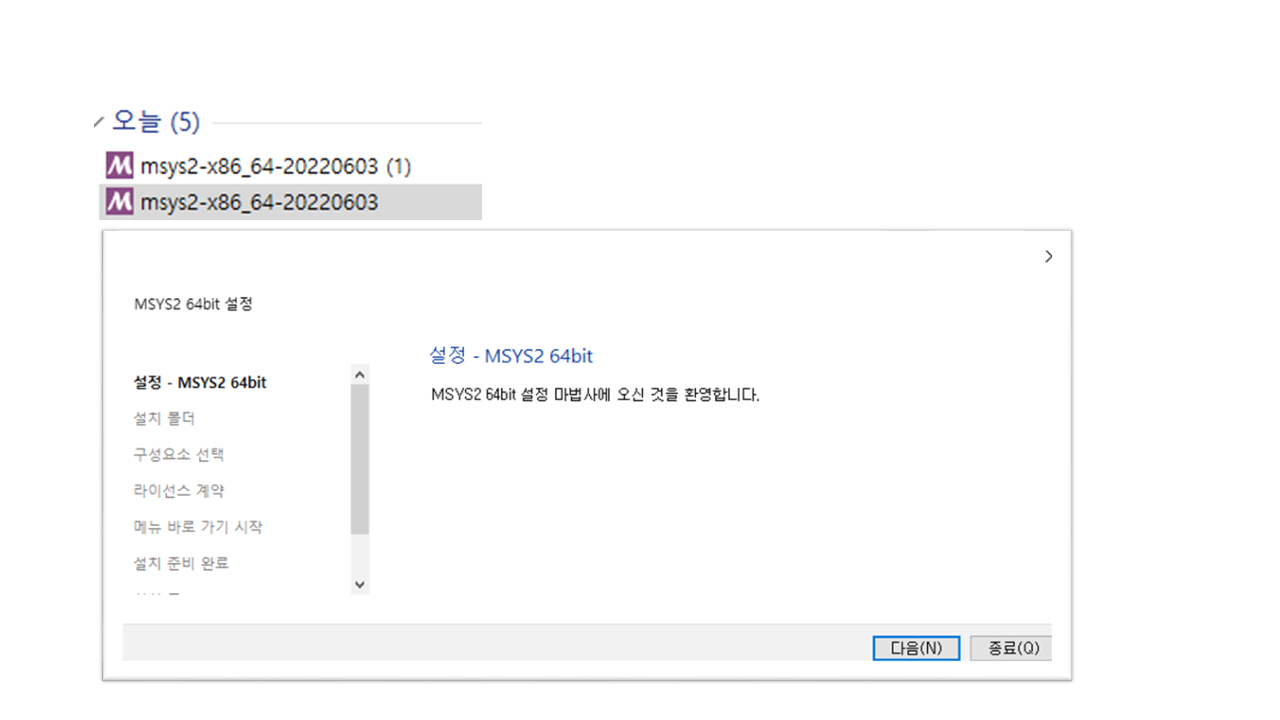 오늘 (5)
msys2-x86_64-20220603 (1)
msys2-x86_64-20220603
MSYS2 64bit 설정
설정 - MSYS2 64bit
설치 폴더
구성요소 선택
라이선스 계약
메뉴 바로 가기 시작
설치 준비 완료
설정 - MSYS2 64bit
MSYS2 64bit 설정 마법사에 오신 것을 환영합니다.
다음(N)
종료(Q)